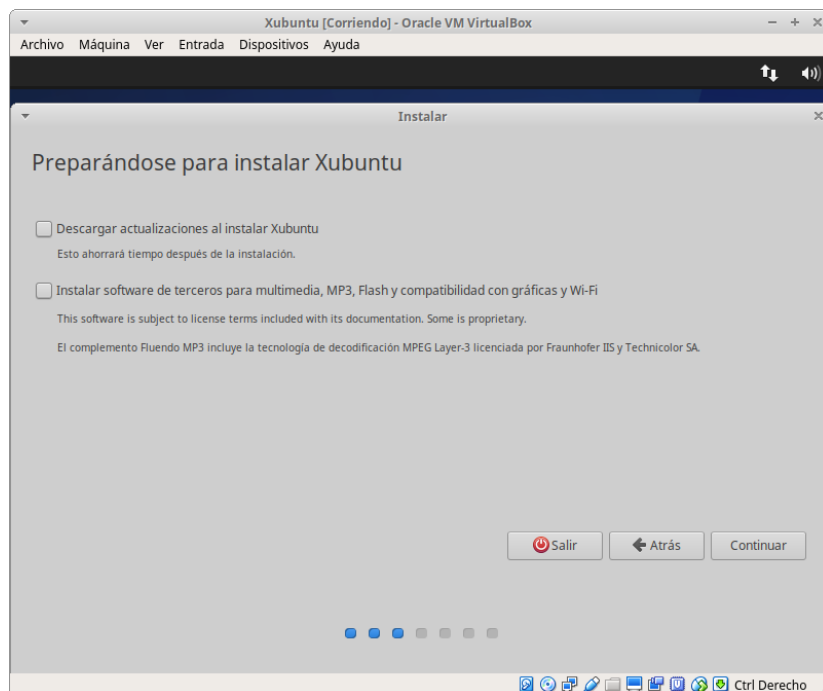 Xubuntu [Corriendo] - Oracle VM VirtualBox
Archivo Máquina Ver Entrada Dispositivos Ayuda
Instalar
Preparándose para instalar Xubuntu
Descargar actualizaciones al instalar Xubuntu
Esto ahorrará tiempo después de la instalación.
Instalar software de terceros para multimedia, MP3, Flash y compatibilidad con gráficas y Wi-Fi
This software is subject to license terms included with its documentation. Some is proprietary.
El complemento Fluendo MP3 incluye la tecnología de decodificación MPEG Layer-3 licenciada por Fraunhofer IIS y Technicolor SA.
Salir Atrás Continuar
Ctrl Derecho